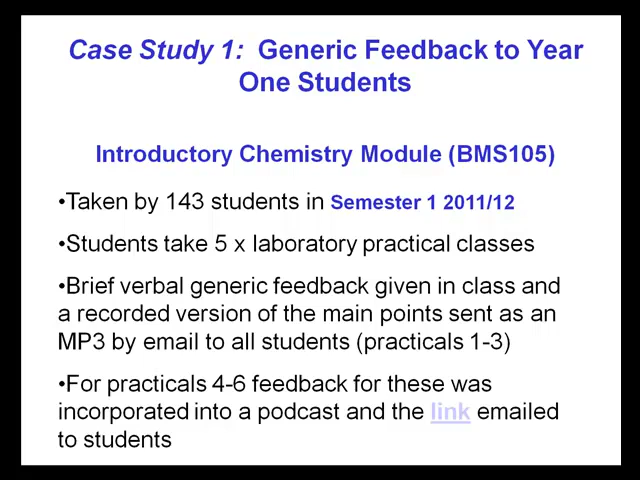 Case Study 1: Generic Feedback to Year
One Students
Introductory Chemistry Module (BMS105)
•Taken by 143 students in Semester 1 2011/12
•Students take 5 x laboratory practical classes
•Brief verbal generic feedback given in class and
a recorded version of the main points sent as an
MP3 by email to all students (practicals 1-3)
•For practicals 4-6 feedback for these was
incorporated into a podcast and the link emailed
to students